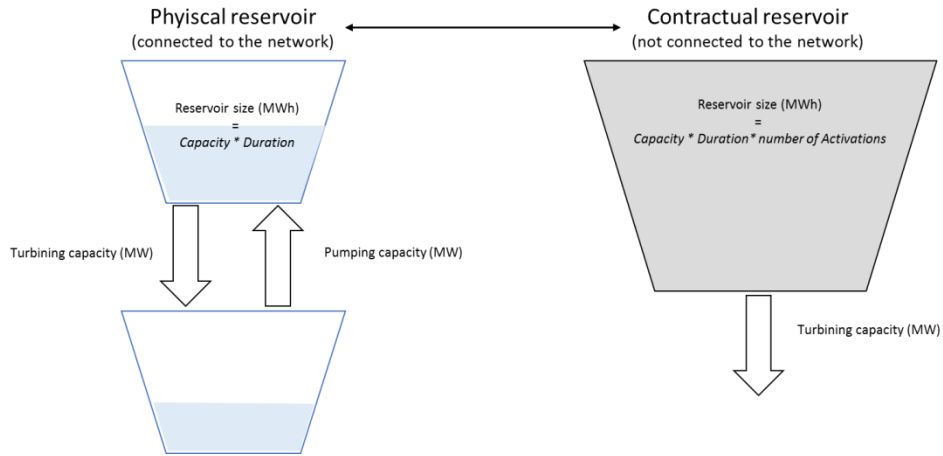 Phyiscal reservoir
(connected to the network)
Contractual reservoir
(not connected to the network)
Reservoir size (MWh)
=
Capacity * Duration
Reservoir size (MWh)
=
Capacity * Duration* number of Activations
Turbining capacity (MW)
Pumping capacity (MW)
Turbining capacity (MW)